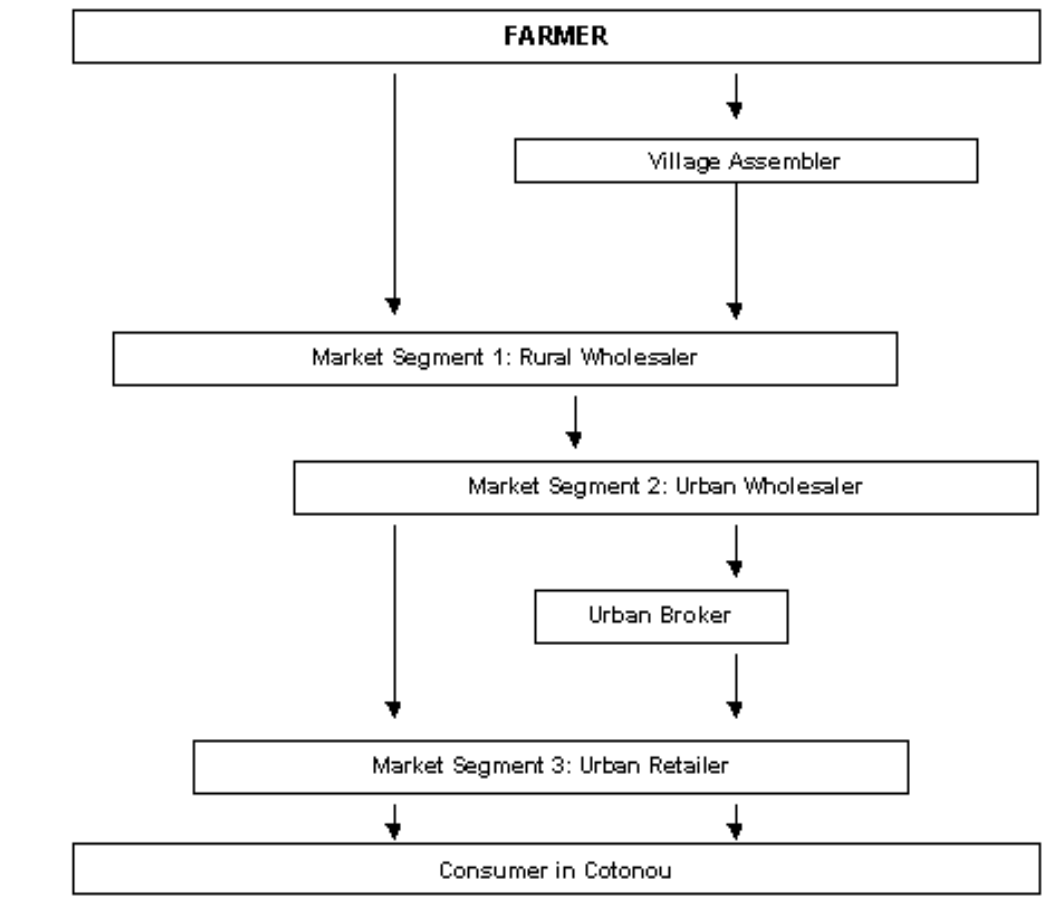 FARMER
Village Assembler
Market Segment 1: Rural Wholesaler
Market Segment 2: Urban Wholesaler
Urban Broker
Market Segment 3: Urban Retailer
Consumer in Cotonou